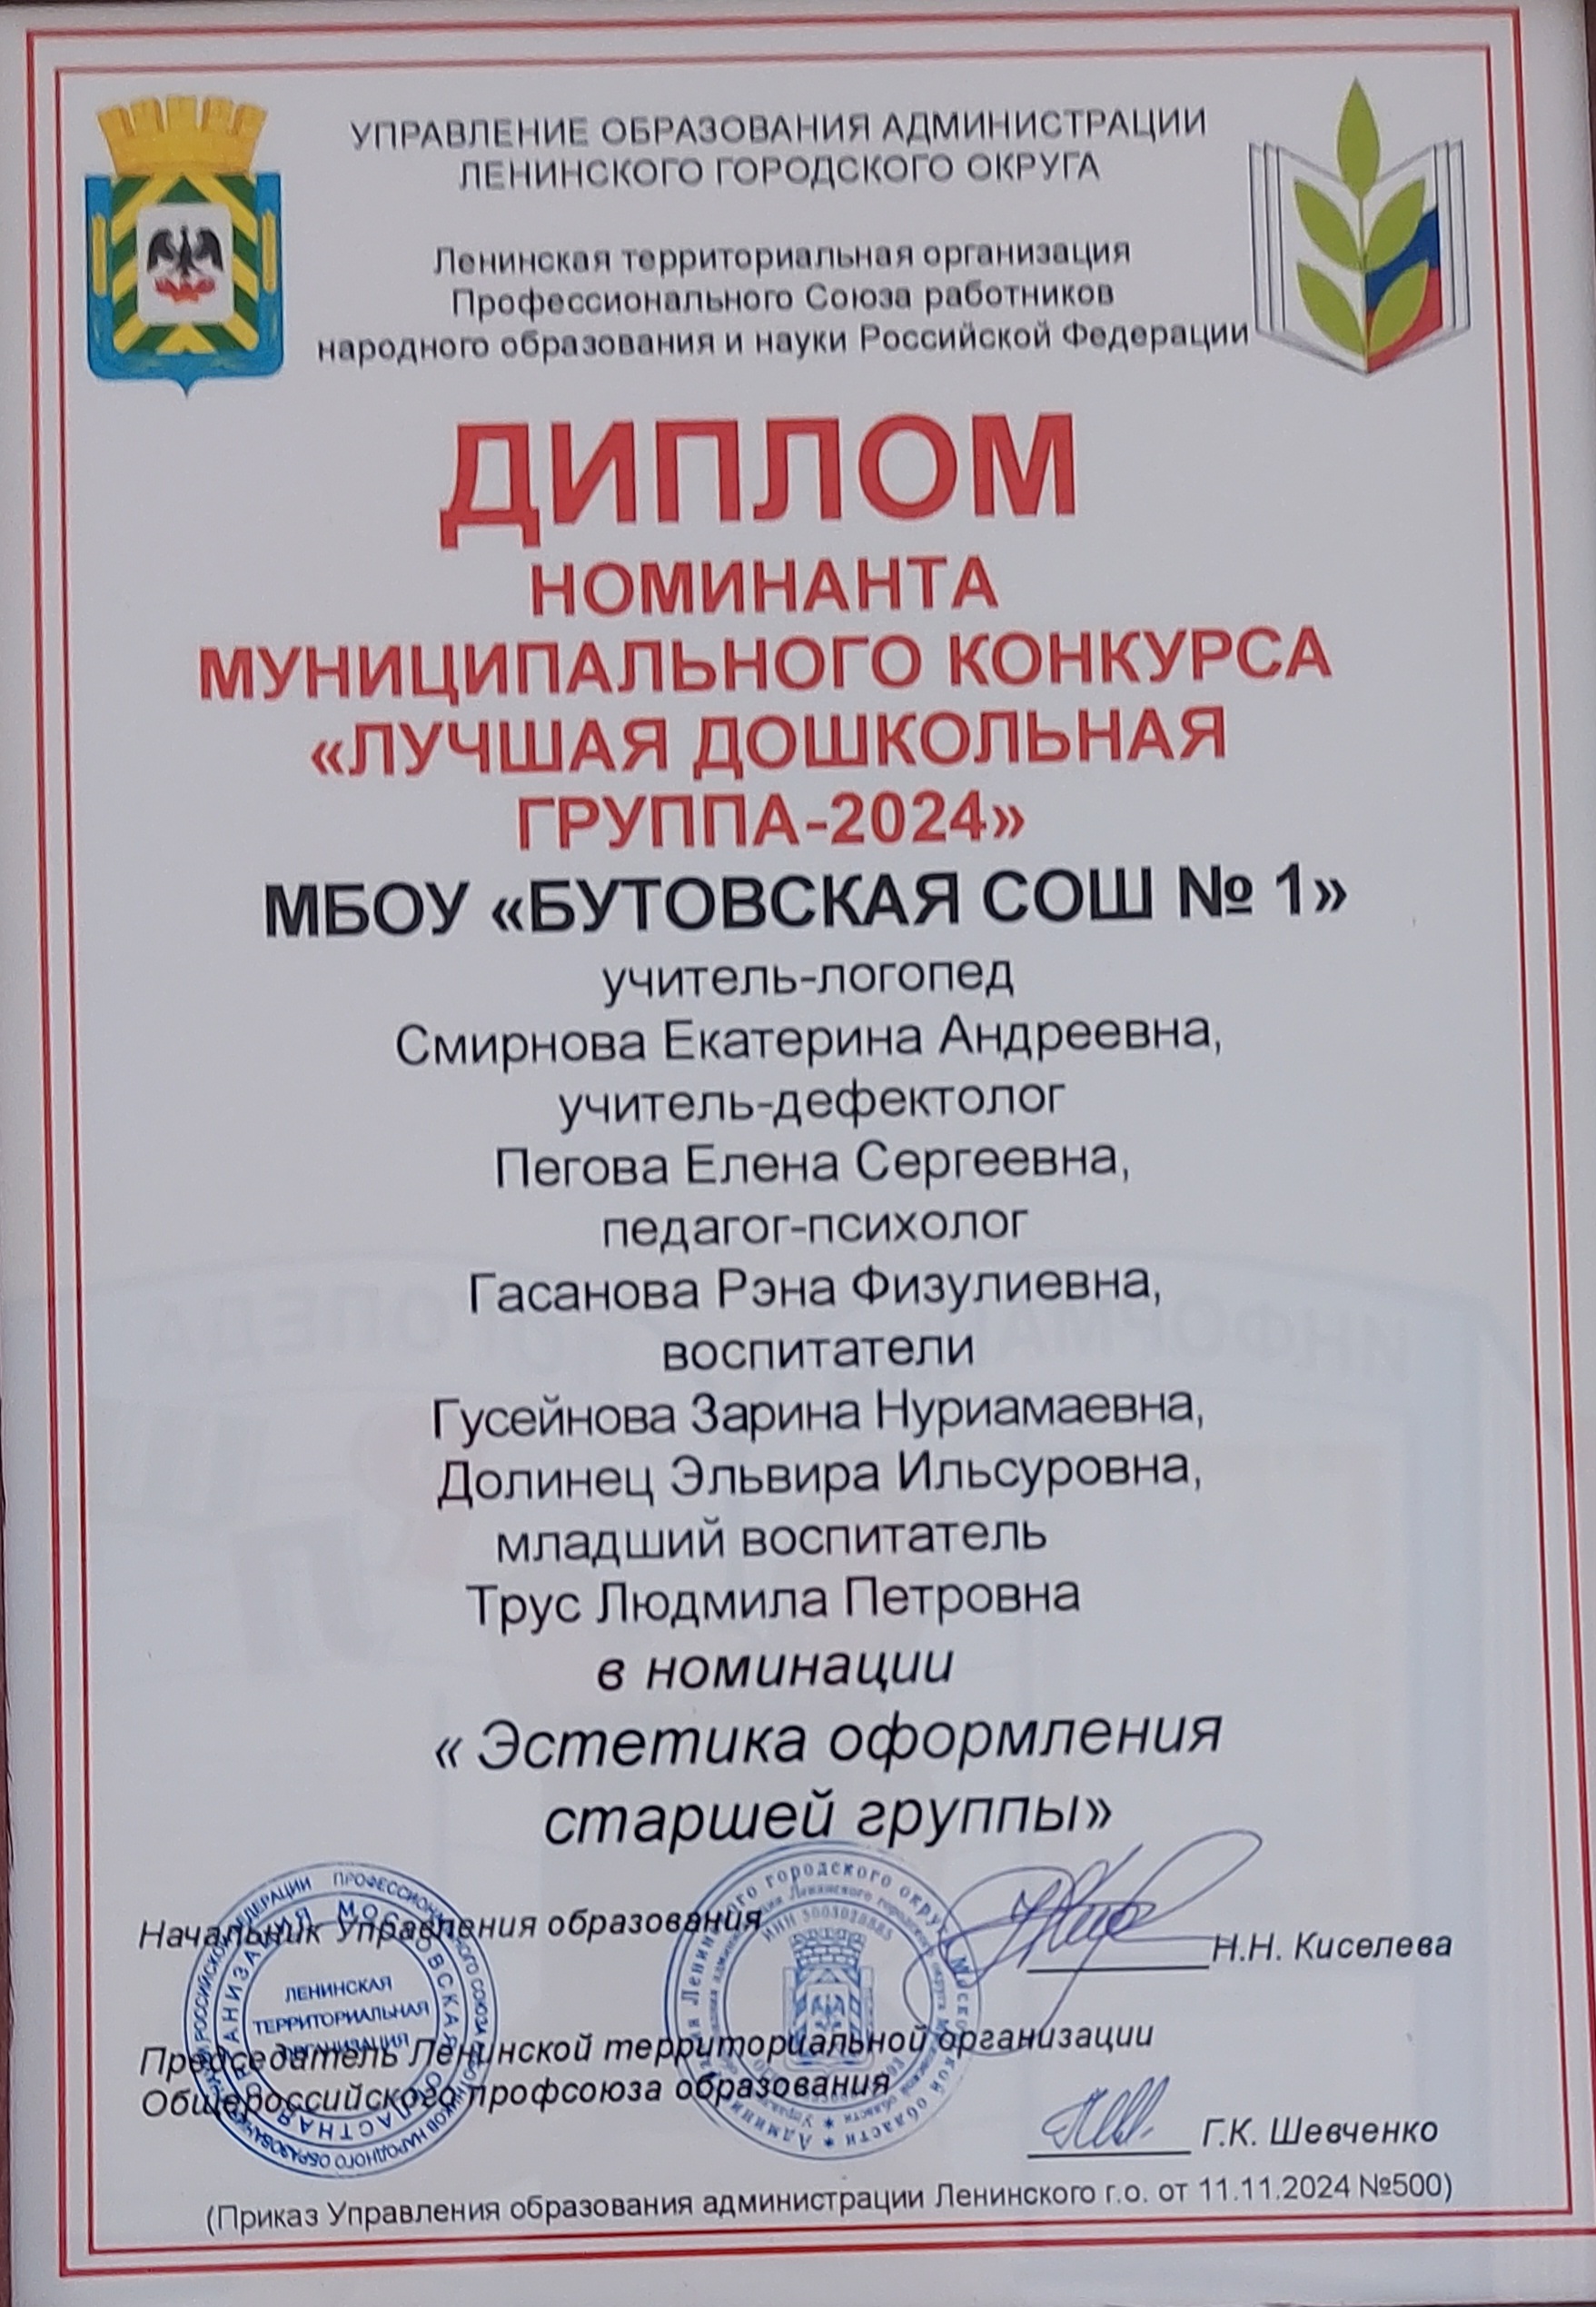 УПРАВЛЕНИЕ ОБРАЗОВАНИЯ АДМИНИСТРАЦИИ
ЛЕНИНСКОГО ГОРОДСКОГО ОКРУГА
Ленинская территориальная организация
Профессионального Союза работников
народного образования и науки Российской Федерации
ДИПЛОМ
НОМИНАНТА
МУНИЦИПАЛЬНОГО КОНКУРСА
«ЛУЧШАЯ ДОШКОЛЬНАЯ
ГРУППА-2024»
МБОУ «БУТОВСКАЯ СОШ № 1»
учитель-логопед
Смирнова Екатерина Андреевна,
учитель-дефектолог
Пегова Елена Сергеевна,
педагог-психолог
Гасанова Рэна Физулиевна,
воспитатели
Гусейнова Зарина Нуриамаевна,
Долинец Эльвира Ильсуровна,
младший воспитатель
Трус Людмила Петровна
в номинации
« Эстетика оформления
старшей группы»
Начальник Управления образования
Н.Н. Киселева
ЛЕНИНСКАЯ
ТЕРРИТОРИАЛЬНАЯ
ОРГАНИЗАЦИЯ
Председатель Ленинской территориальной организации
Общероссийского профсоюза образования
Г.К. Шевченко
(Приказ Управления образования администрации Ленинского г.о. от 11.11.2024 №500)